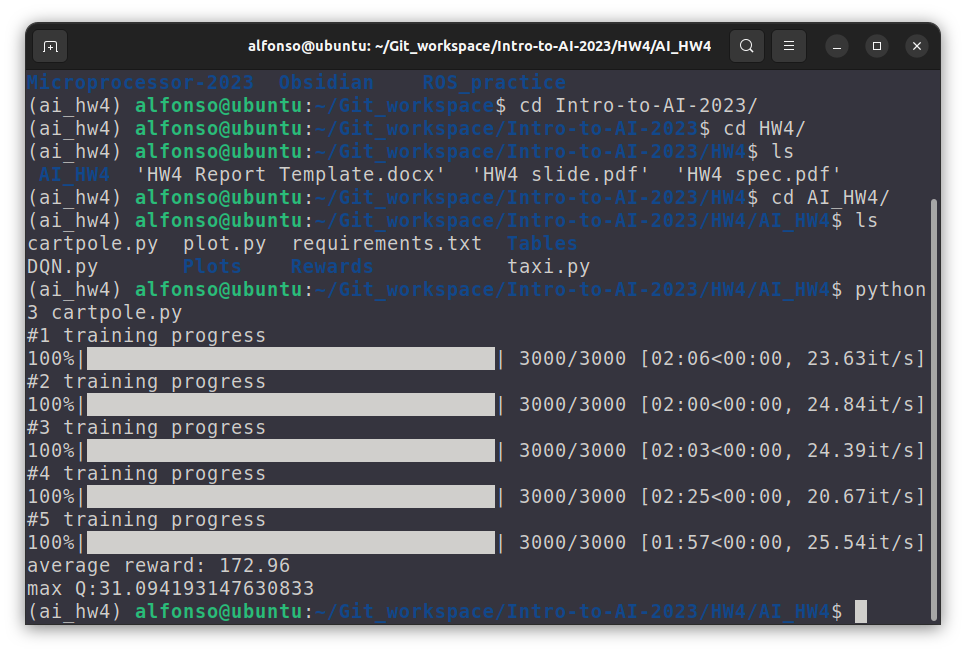 alfonso@ubuntu: ~/Git_workspace/Intro-to-AI-2023/HW4/AI_HW4
Microprocessor-2023  Obsidian    ROS_practice
(ai_hw4) alfonso@ubuntu:~/Git_workspace$ cd Intro-to-AI-2023/
(ai_hw4) alfonso@ubuntu:~/Git_workspace/Intro-to-AI-2023$ cd HW4/
(ai_hw4) alfonso@ubuntu:~/Git_workspace/Intro-to-AI-2023/HW4$ ls
 AI_HW4  'HW4 Report Template.docx'  'HW4 slide.pdf'  'HW4 spec.pdf'
(ai_hw4) alfonso@ubuntu:~/Git_workspace/Intro-to-AI-2023/HW4$ cd AI_HW4/
(ai_hw4) alfonso@ubuntu:~/Git_workspace/Intro-to-AI-2023/HW4/AI_HW4$ ls
cartpole.py  plot.py  requirements.txt  Tables
DQN.py       Plots    Rewards           taxi.py
(ai_hw4) alfonso@ubuntu:~/Git_workspace/Intro-to-AI-2023/HW4/AI_HW4$ python
3 cartpole.py
#1 training progress
100%|| 3000/3000 [02:06<00:00, 23.63it/s]
#2 training progress
100%|| 3000/3000 [02:00<00:00, 24.84it/s]
#3 training progress
100%|| 3000/3000 [02:03<00:00, 24.39it/s]
#4 training progress
100%|| 3000/3000 [02:25<00:00, 20.67it/s]
#5 training progress
100%|| 3000/3000 [01:57<00:00, 25.54it/s]
average reward: 172.96
max Q:31.094193147630833
(ai_hw4) alfonso@ubuntu:~/Git_workspace/Intro-to-AI-2023/HW4/AI_HW4$